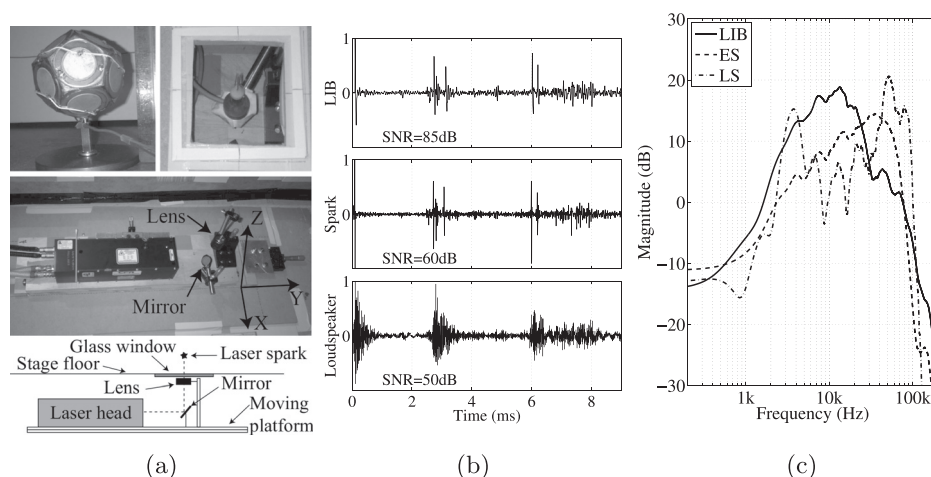 Lens
Z
Mirror
Y
X
Glass window
Laser spark
Stage floor
Lens
Mirror
Laser head
Moving
platform
(a)
1
LIB
0
SNR=85dB
1
Spark
0
SNR=60dB
1
Loudspeaker
0
SNR=50dB
0 2 4 6 8
Time (ms)
(b)
30
LIB
ES
LS
20
10
0
−10
−20
−30
Magnitude (dB)
1k 10k 100k
Frequency (Hz)
(c)